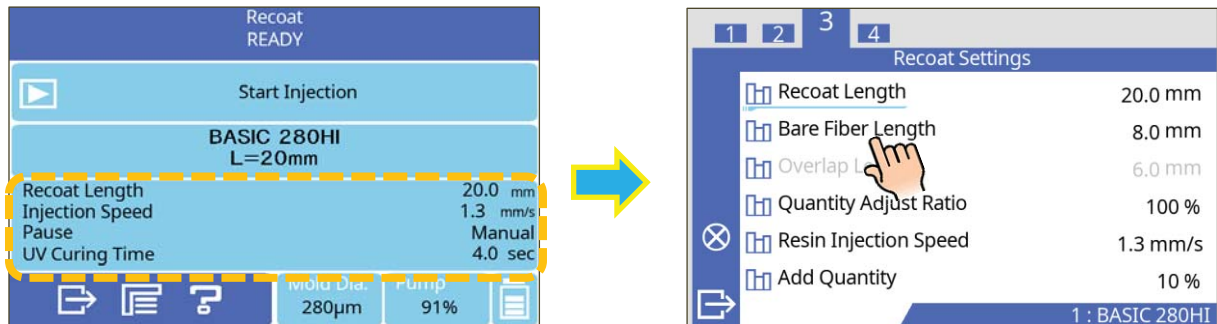 Recoat
READY
Start Injection
BASIC 280HI
L=20mm
Recoat Length 20.0 mm
Injection Speed 1.3 mm/s
Pause Manual
UV Curing Time 4.0 sec
Mold Dia. Pump
280µm 91%
1 2 3 4
Recoat Settings
Recoat Length 20.0 mm
Bare Fiber Length 8.0 mm
Overlap 6.0 mm
Quantity Adjust Ratio 100 %
Resin Injection Speed 1.3 mm/s
Add Quantity 10 %
1 : BASIC 280HI